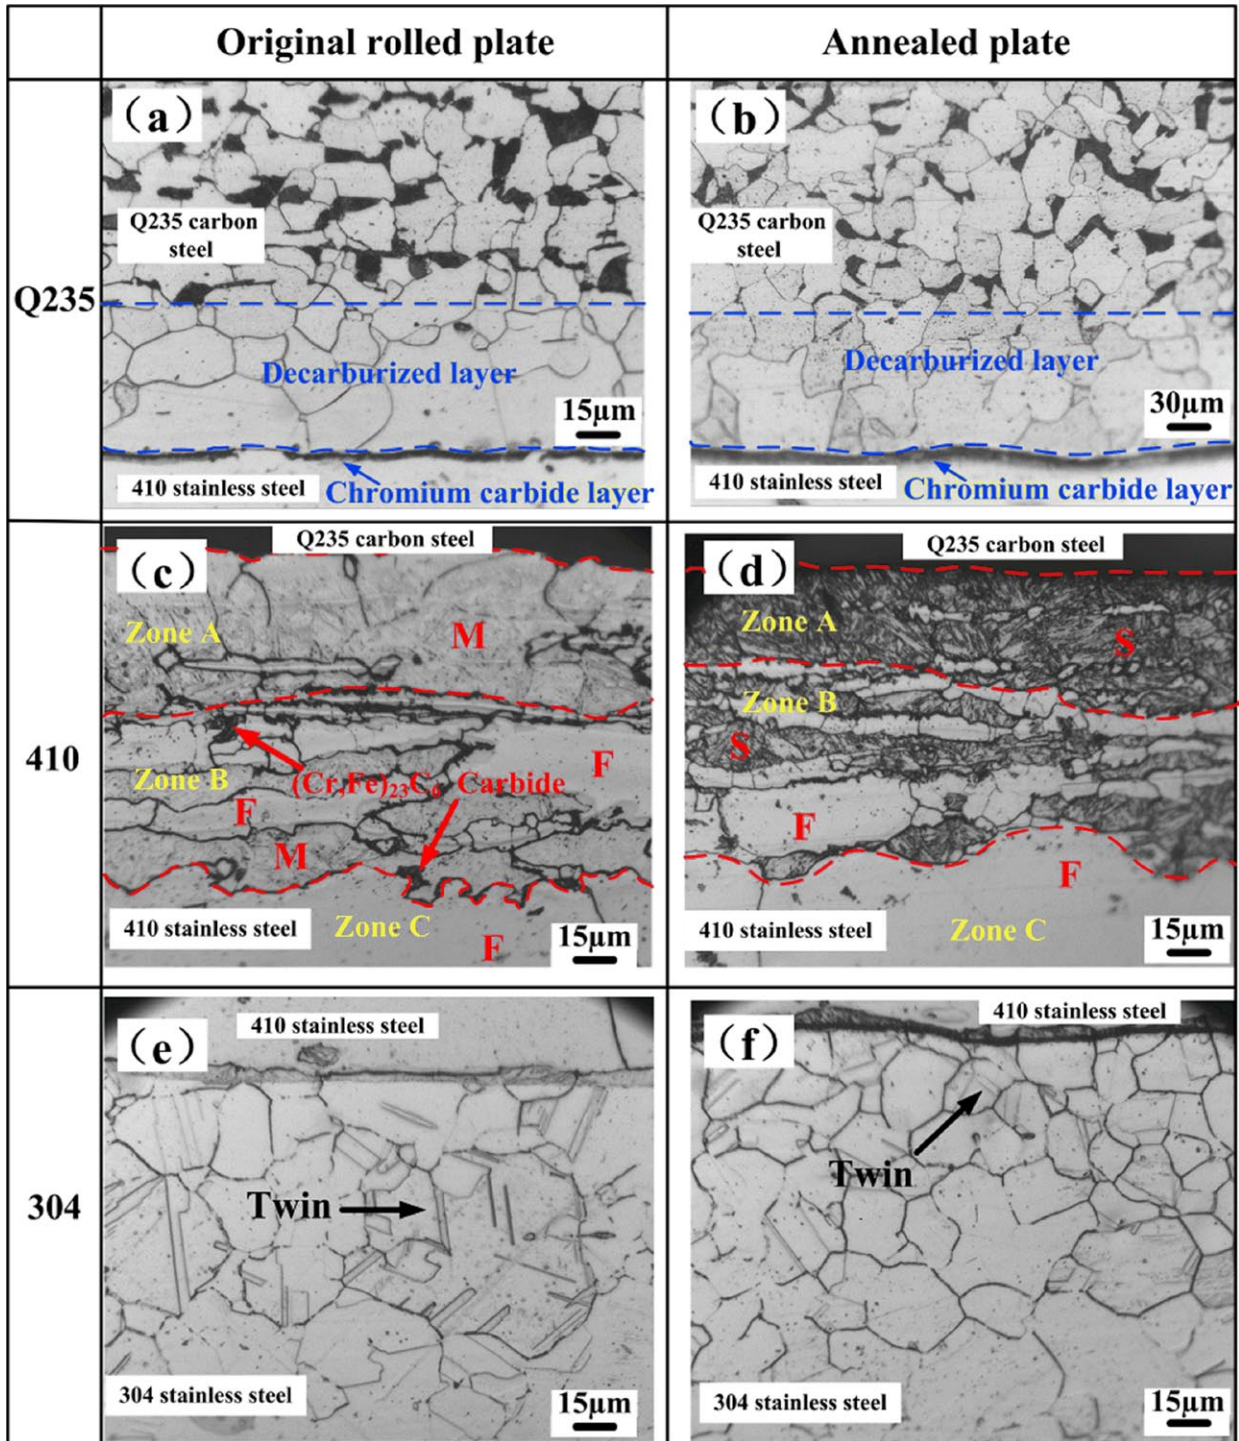 Original rolled plate
Annealed plate
Q235
(a)
Q235 carbon
steel
Decarburized layer
15μm
410 stainless steel
Chromium carbide layer
(b)
Q235 carbon
steel
Decarburized layer
30μm
410 stainless steel
Chromium carbide layer
410
Q235 carbon steel
(c)
Zone A
M
Zone B
F
(Cr,Fe)₂₃C₆ Carbide
F
M
410 stainless steel
Zone C
F
15μm
Q235 carbon steel
(d)
Zone A
S
Zone B
S
F
F
410 stainless steel
Zone C
15μm
304
410 stainless steel
(e)
Twin
304 stainless steel
15μm
410 stainless steel
(f)
Twin
304 stainless steel
15μm